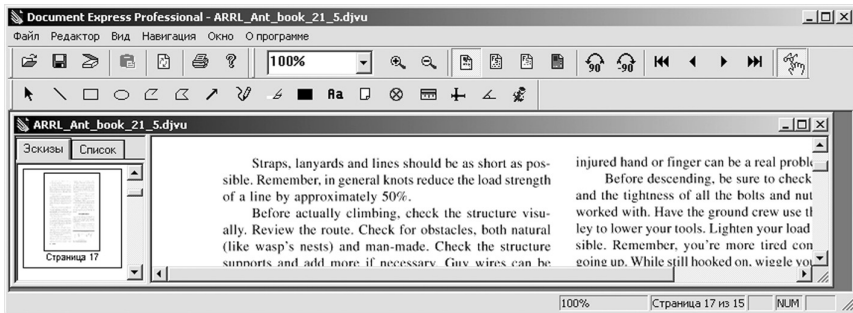 Document Express Professional - ARRL_Ant_book_21_5.djvu
Файл Редактор Вид Навигация Окно О программе
100%
90 -90
Aa
ARRL_Ant_book_21_5.djvu
Эскизы Список
Страница 17
Straps, lanyards and lines should be as short as pos-
sible. Remember, in general knots reduce the load strength
of a line by approximately 50%.
Before actually climbing, check the structure visu-
ally. Review the route. Check for obstacles, both natural
(like wasp's nests) and man-made. Check the structure
supports and add more if necessary. Guy wires can be
injured hand or finger can be a real proble
Before descending, be sure to check
and the tightness of all the bolts and nut
worked with. Have the ground crew use th
ley to lower your tools. Lighten your load
sible. Remember, you're more tired con
going up. While still hooked on, wiggle you
100% Страница 17 из 15 NUM